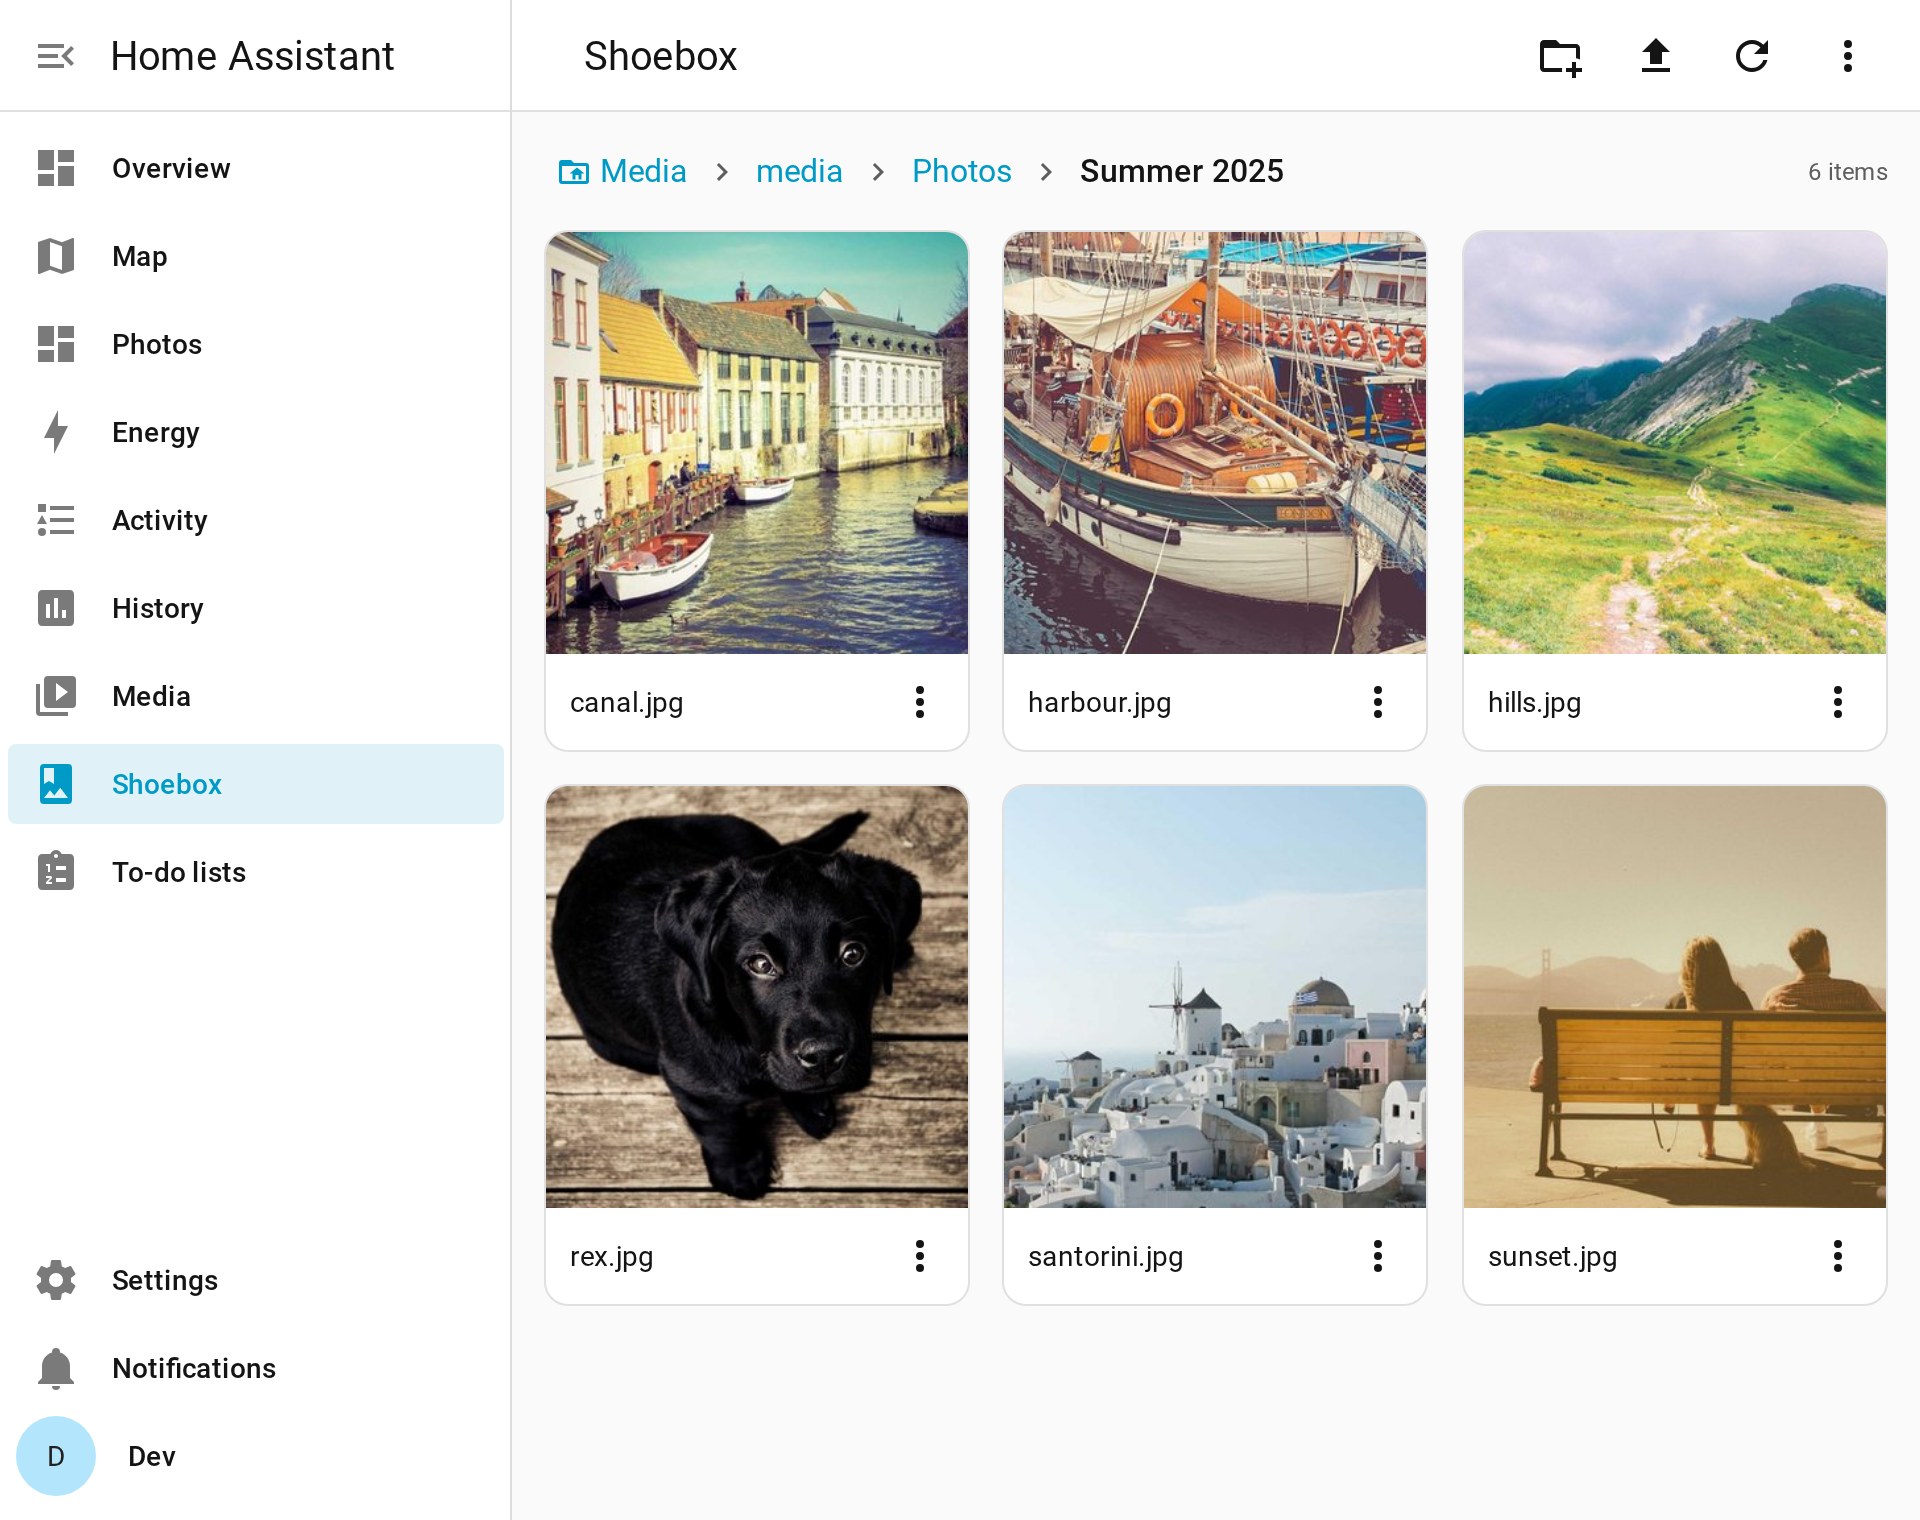 Home Assistant
Shoebox
Overview
Map
Photos
Energy
Activity
History
Media
Shoebox
To-do lists
Settings
Notifications
D
Dev
Media
media
Photos
Summer 2025
6 items
canal.jpg
harbour.jpg
hills.jpg
rex.jpg
santorini.jpg
sunset.jpg